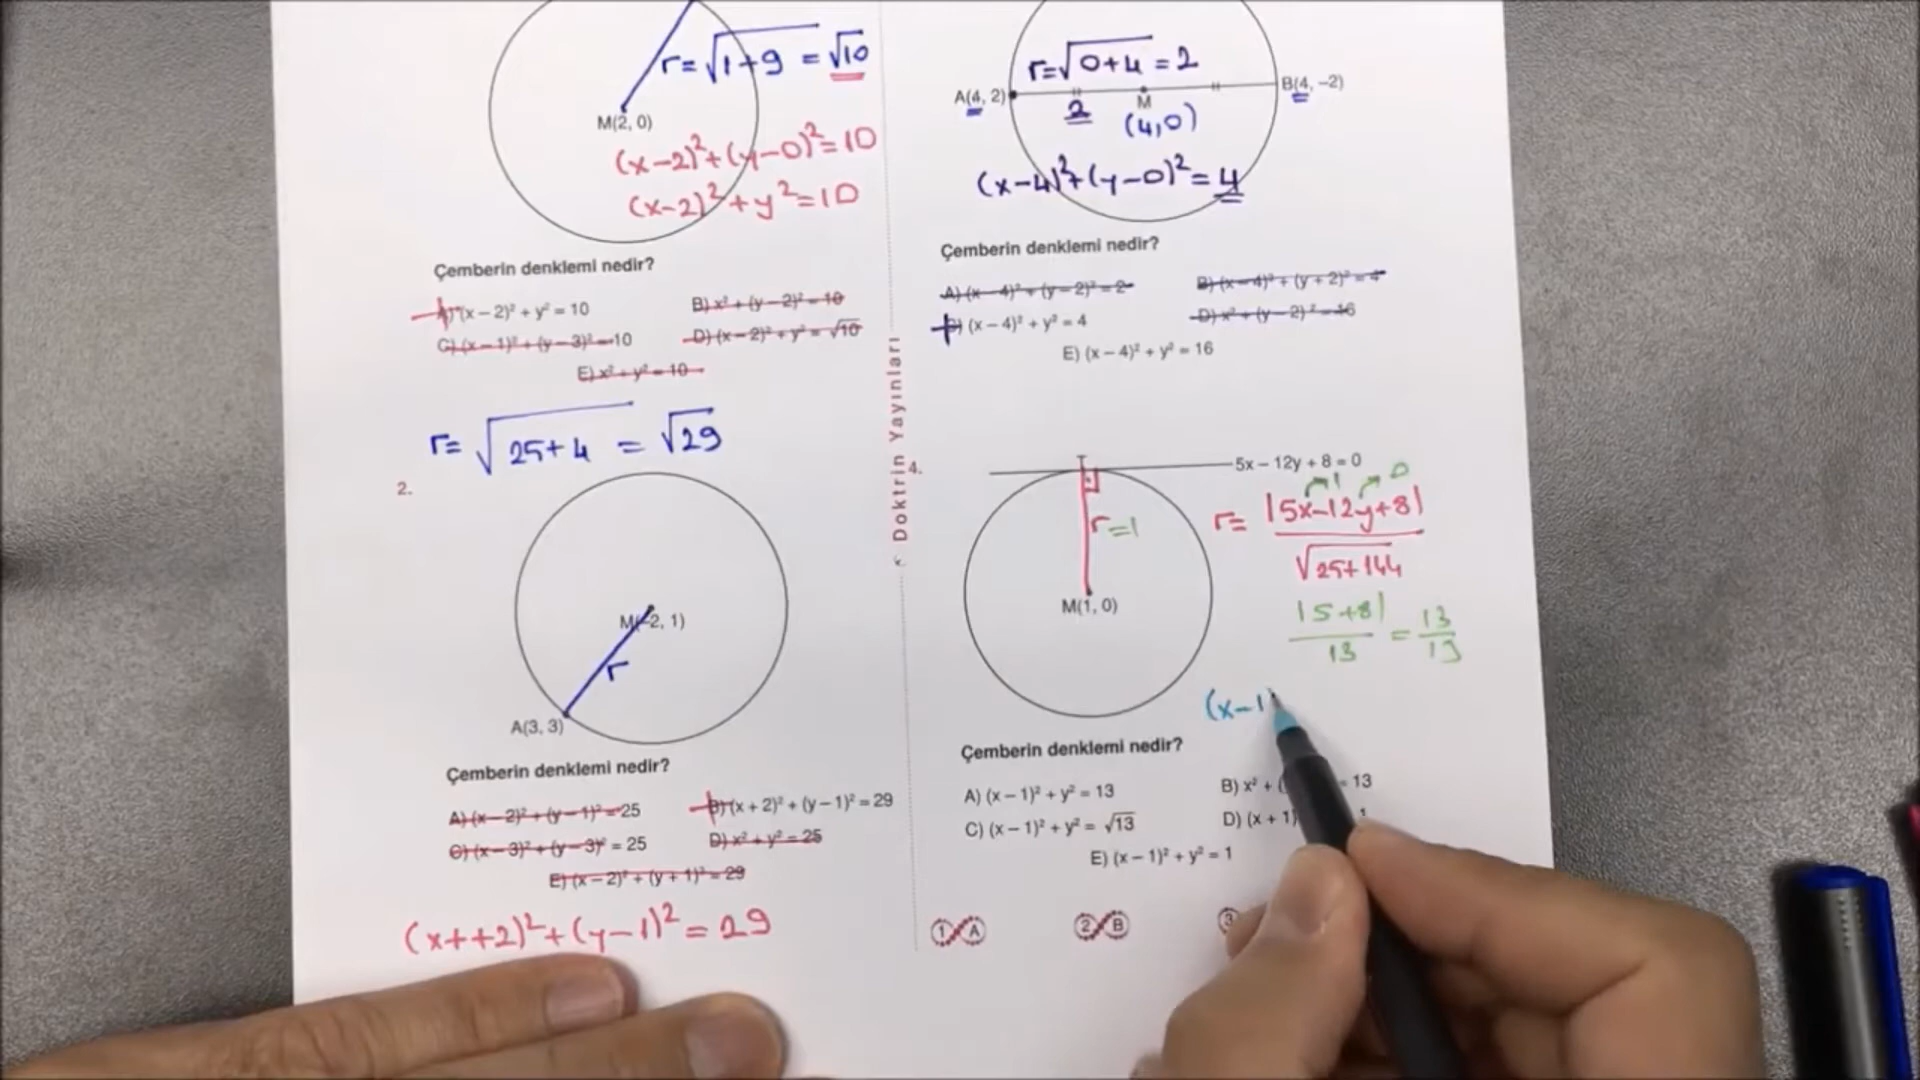 r=√1+9 = √10
M(2, 0)
(x-2)²+(y-0)²=10
(x-2)²+y²=10
Çemberin denklemi nedir?
A) (x – 2)² + y² = 10
B) x² + (y – 2)² = 10
C) (x – 1)² + (y – 3)² = 10
D) (x – 2)² + y² = √10
E) x² + y² = 10
r= √25+4 = √29
2.
M(–2, 1)
r
A(3, 3)
Çemberin denklemi nedir?
A) (x – 2)² + (y – 1)² = 25
B) (x + 2)² + (y – 1)² = 29
C) (x – 3)² + (y – 3)² = 25
D) x² + y² = 25
E) (x – 2)² + (y + 1)² = 29
(x++2)²+(y-1)² = 29
Doktrin Yayınları
r=√0+4 = 2
A(4, 2)
B(4, –2)
2
M
(4,0)
(x-4)²+(y-0)²=4
Çemberin denklemi nedir?
A) (x – 4)² + (y – 2)² = 2
B) (x – 4)² + (y + 2)² = 4
(x – 4)² + y² = 4
D) x² + (y – 2)² = 16
E) (x – 4)² + y² = 16
4.
T
5x – 12y + 8 = 0
1
0
r= |5x-12y+8|
√25+144
r=1
M(1, 0)
|5+8|
13
= 13
13
(x-1)
Çemberin denklemi nedir?
A) (x – 1)² + y² = 13
B) x² + ( = 13
C) (x – 1)² + y² = √13
D) (x + 1) 1
E) (x – 1)² + y² = 1
1 A
2 B
3